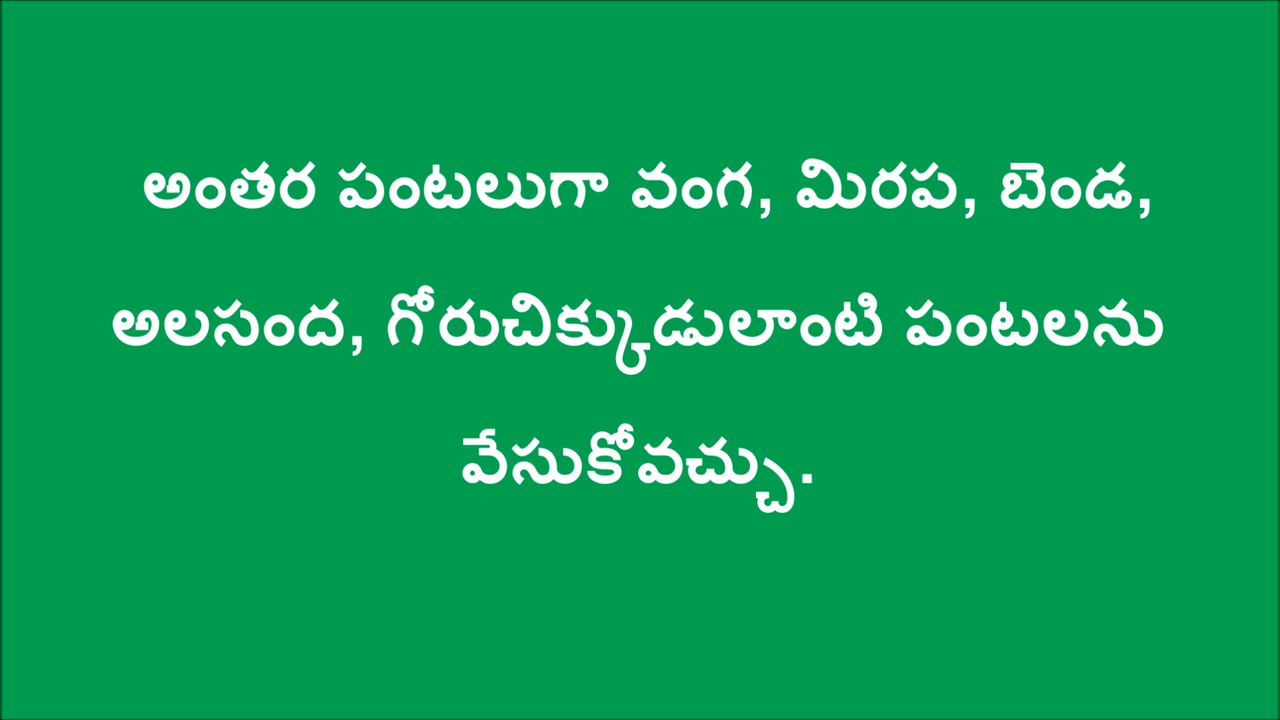 అంతర పంటలుగా వంగ, మిరప, బెండ,
అలసంద, గోరుచిక్కుడులాంటి పంటలను
వేసుకోవచ్చు.